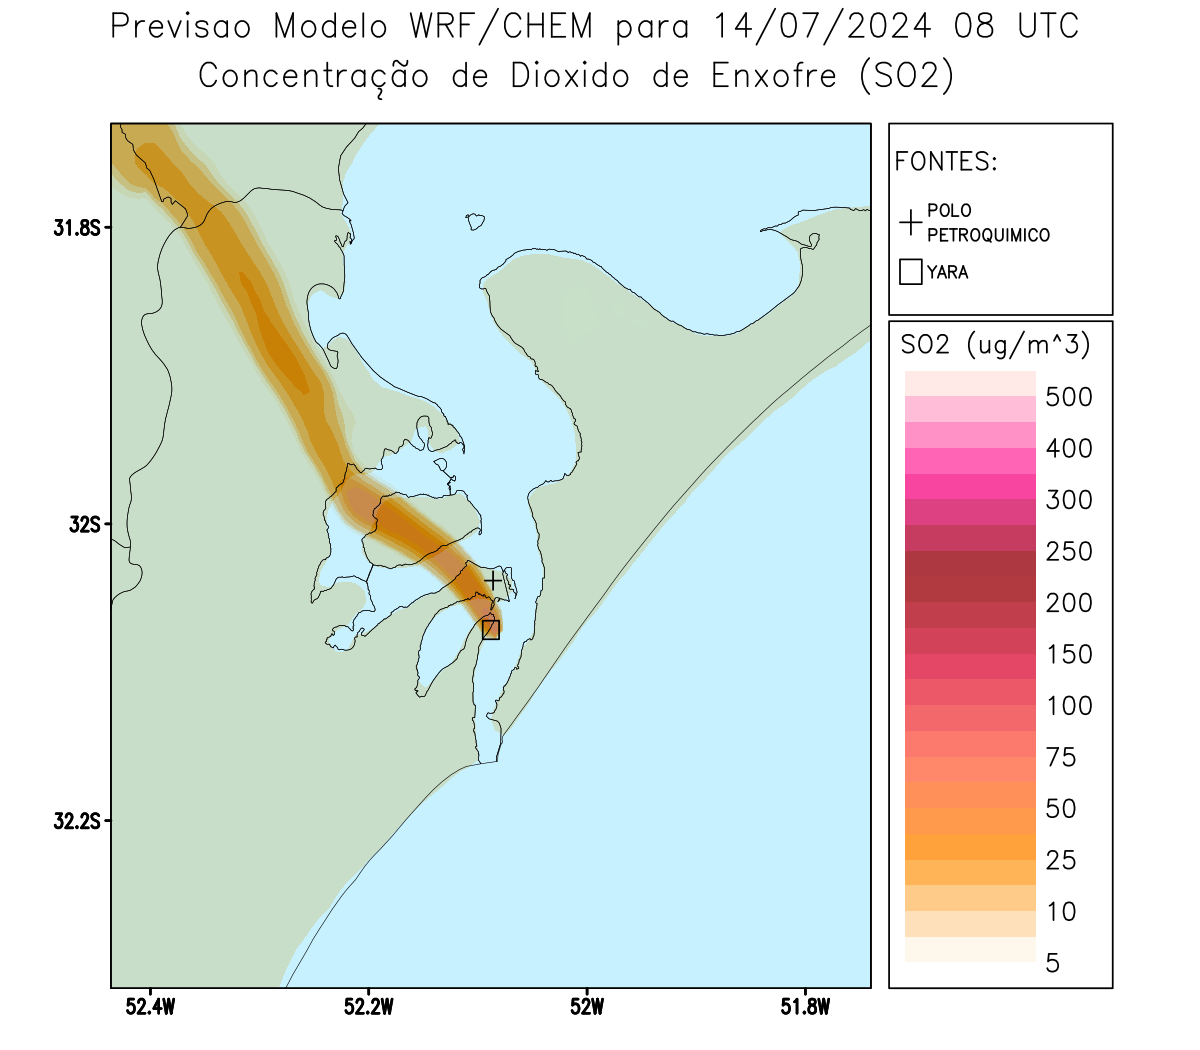 Previsao Modelo WRF/CHEM para 14/07/2024 08 UTC
Concentração de Dioxido de Enxofre (SO2)
FONTES:
POLO
PETROQUIMICO
YARA
SO2 (ug/m^3)
500
400
300
250
200
150
100
75
50
25
10
5
31.8S
32S
32.2S
52.4W
52.2W
52W
51.8W